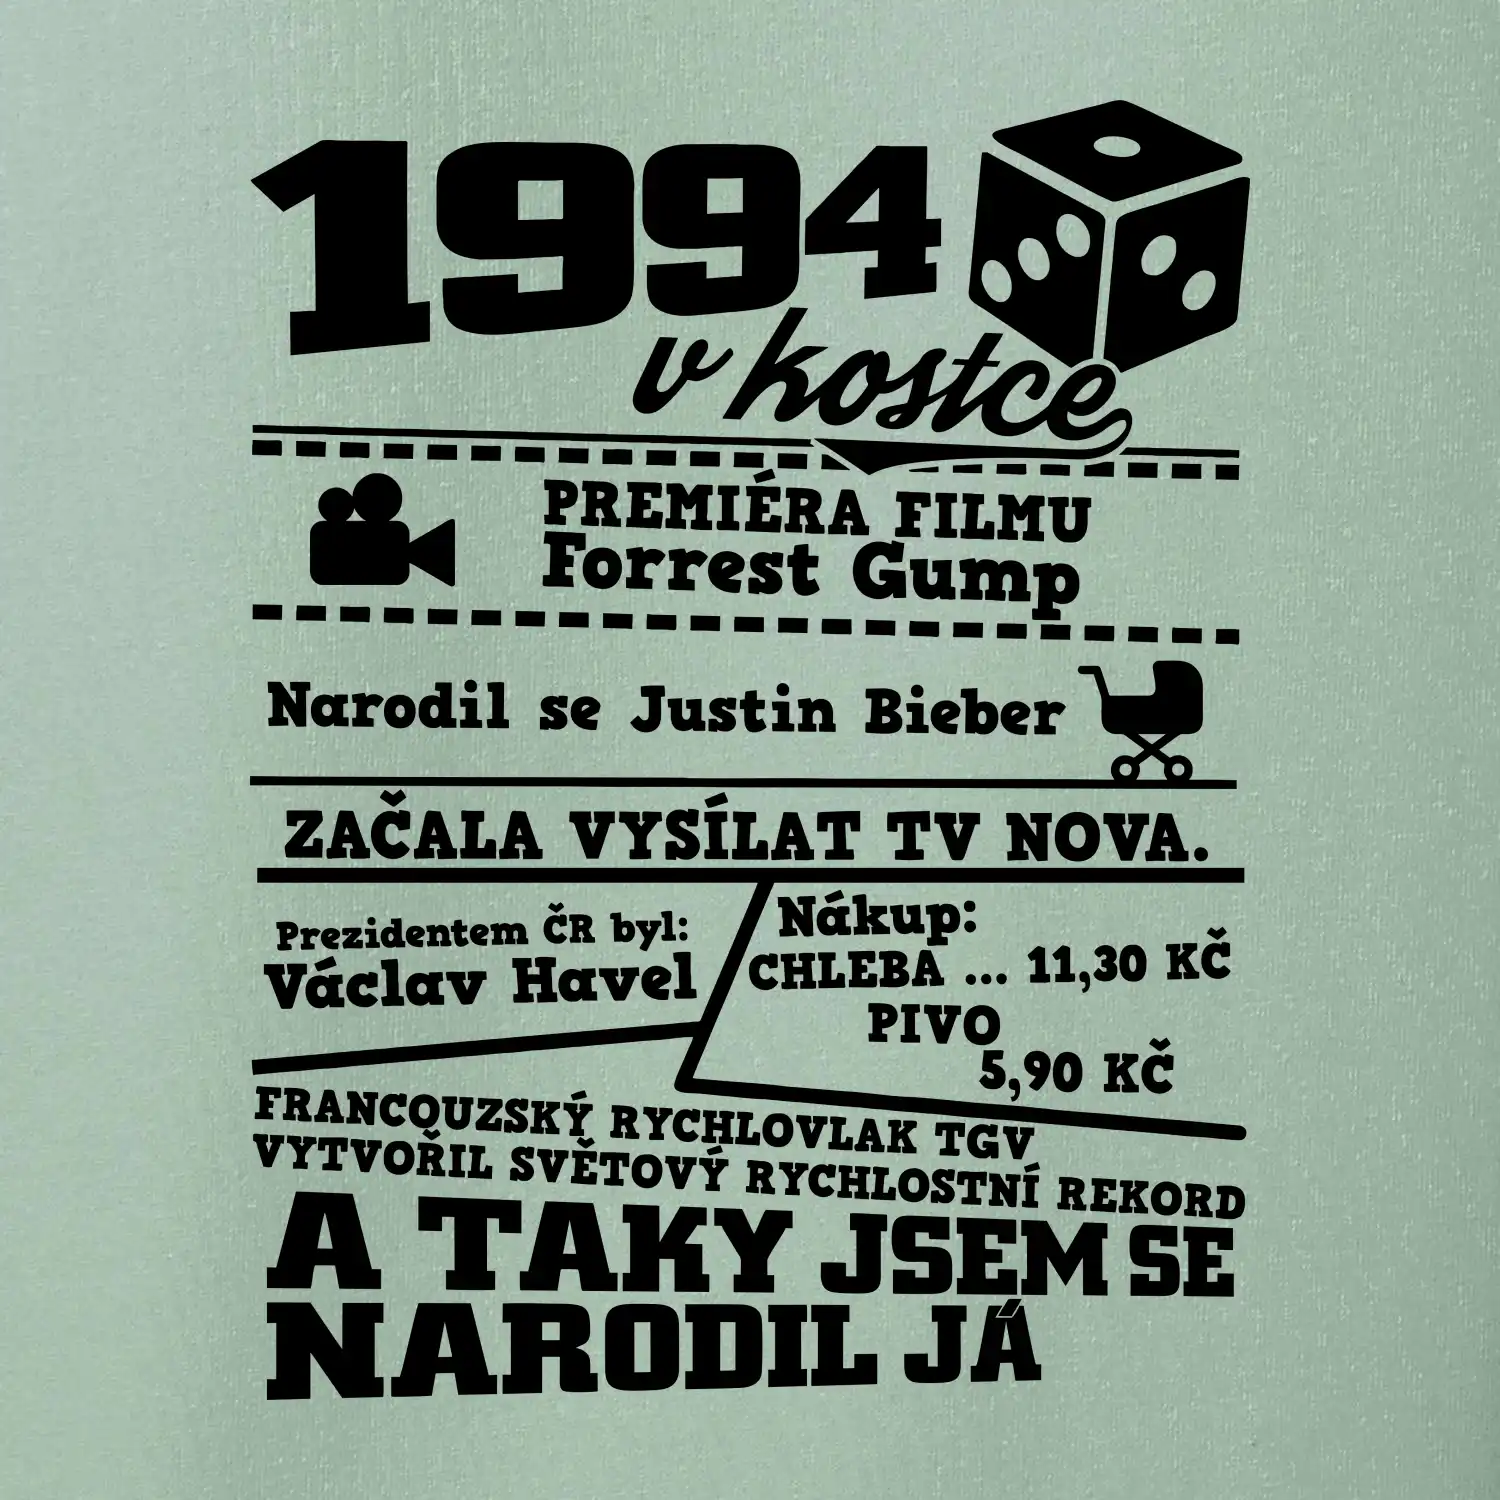 1994
v kostce
PREMIÉRA FILMU
Forrest Gump
Narodil se Justin Bieber
ZAČALA VYSÍLAT TV NOVA.
Prezidentem ČR byl:
Václav Havel
Nákup:
CHLEBA ... 11,30 KČ
PIVO
5,90 KČ
FRANCOUZSKÝ RYCHLOVLAK TGV
VYTVOŘIL SVĚTOVÝ RYCHLOSTNÍ REKORD
A TAKY JSEM SE
NARODIL JÁ